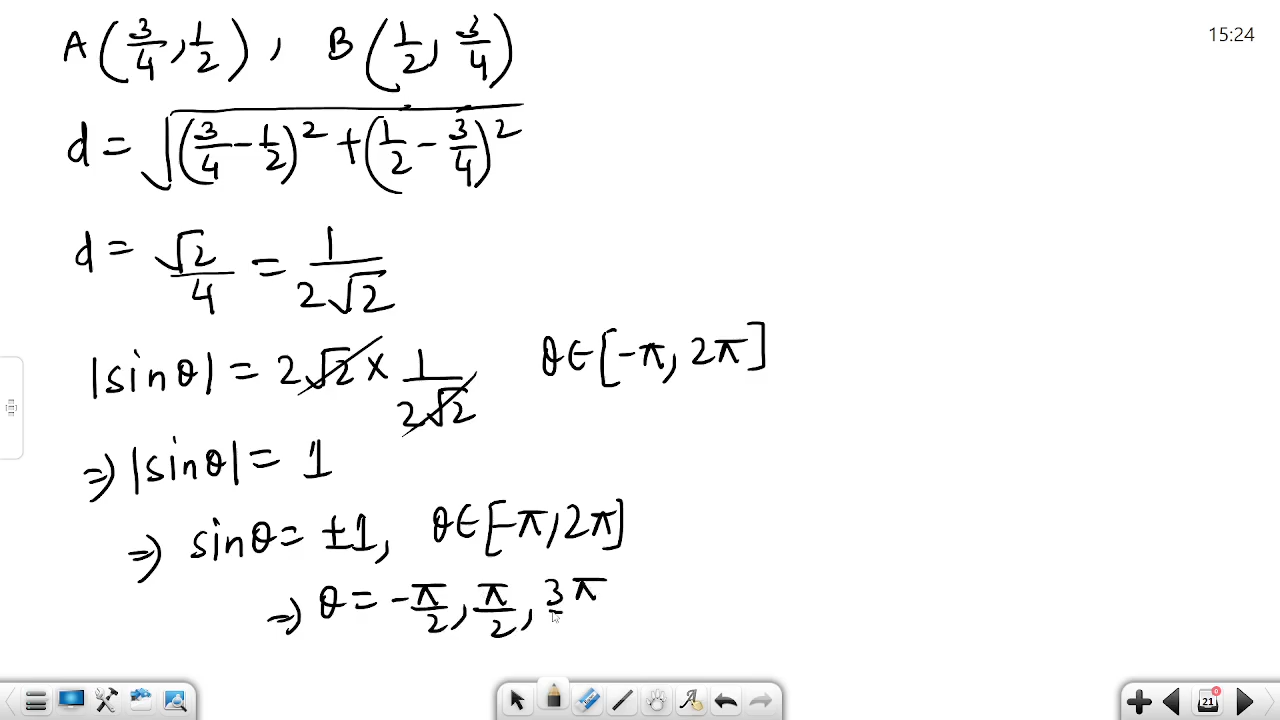 15:24
A(3/4, 1/2), B(1/2, 3/4)
d = √((3/4 - 1/2)² + (1/2 - 3/4)²)
d = √2/4 = 1/(2√2)
|sinθ| = 2√2 × 1/(2√2) θ∈[-π, 2π]
⇒ |sinθ| = 1
⇒ sinθ = ±1, θ∈[-π, 2π]
⇒ θ = -π/2, π/2, 3π
21
0